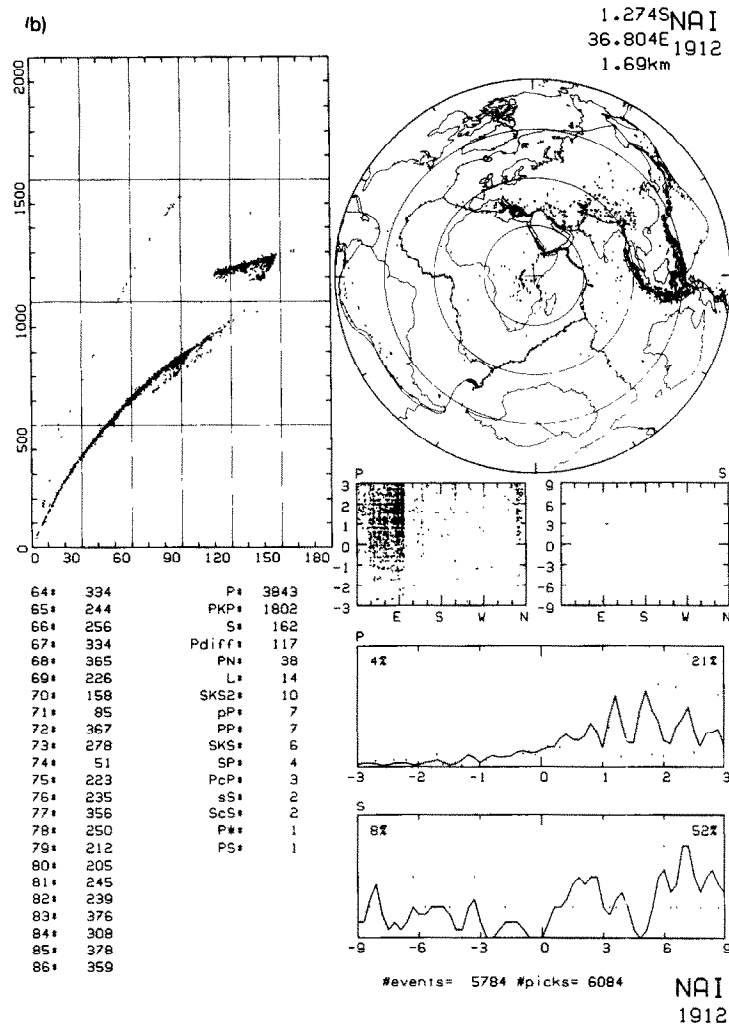 (b)
1.274S NAI
36.804E 1912
1.69km
2000
1500
1000
500
0
0 30 60 90 120 150 180
P
3
2
1
0
-1
-2
-3
E S W N
S
9
6
3
0
-3
-6
-9
E S W N
64: 334 P: 3843
65: 244 PKP: 1802
66: 256 S: 162
67: 334 Pdiff: 117
68: 365 PN: 38
69: 226 L: 14
70: 158 SKS2: 10
71: 85 pP: 7
72: 367 PP: 7
73: 278 SKS: 6
74: 51 SP: 4
75: 223 PcP: 3
76: 235 sS: 2
77: 356 ScS: 2
78: 250 P*: 1
79: 212 PS: 1
80: 205
81: 245
82: 239
83: 376
84: 308
85: 378
86: 359
P
4% 21%
-3 -2 -1 0 1 2 3
S
8% 52%
-9 -6 -3 0 3 6 9
#events= 5784 #picks= 6084
NAI
1912